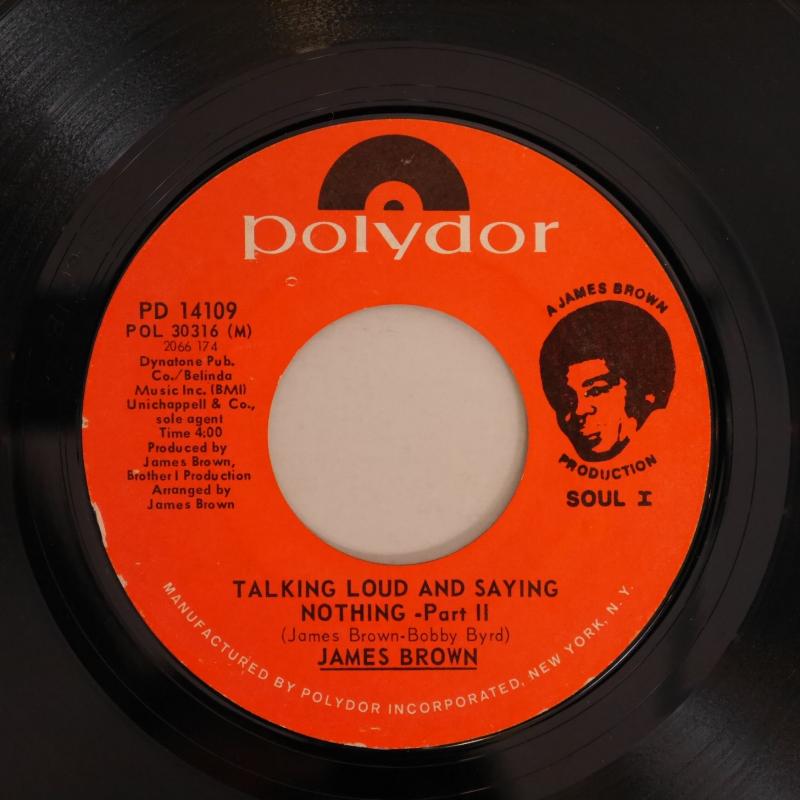 polydor
PD 14109
POL 30316 (M)
2066 174
Dynatone Pub.
Co./Belinda
Music Inc. (BMI)
Unichappell & Co.,
sole agent
Time 4:00
Produced by
James Brown,
Brother I Production
Arranged by
James Brown
A JAMES BROWN
PRODUCTION
SOUL I
TALKING LOUD AND SAYING
NOTHING -Part II
(James Brown-Bobby Byrd)
JAMES BROWN
MANUFACTURED BY POLYDOR INCORPORATED, NEW YORK, N. Y.